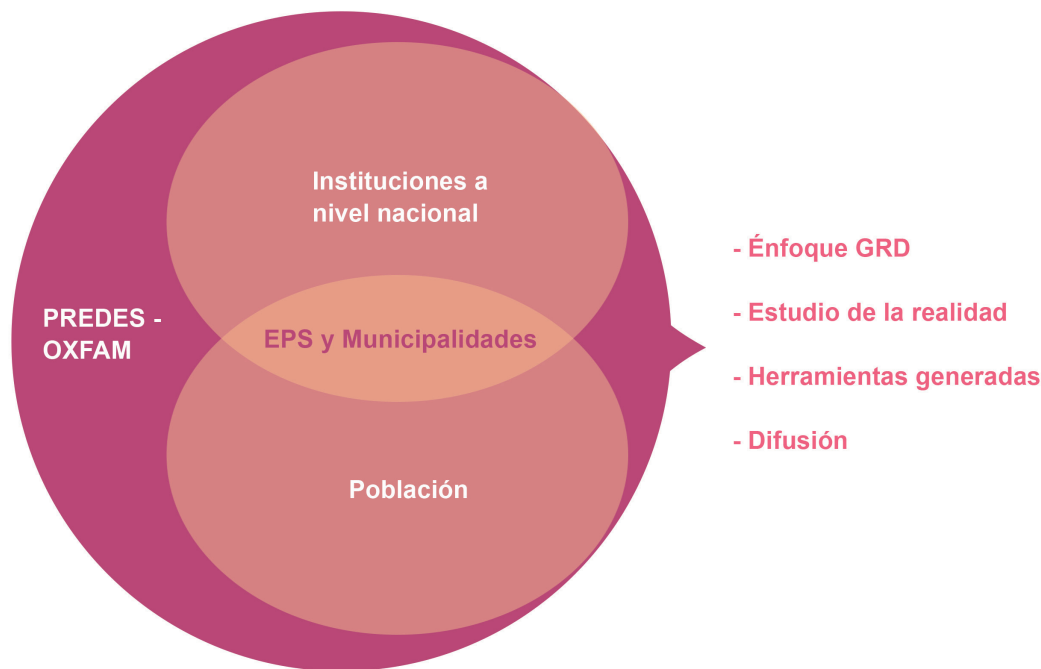 Instituciones a
nivel nacional
PREDES -
OXFAM
EPS y Municipalidades
Población
- Énfoque GRD
- Estudio de la realidad
- Herramientas generadas
- Difusión